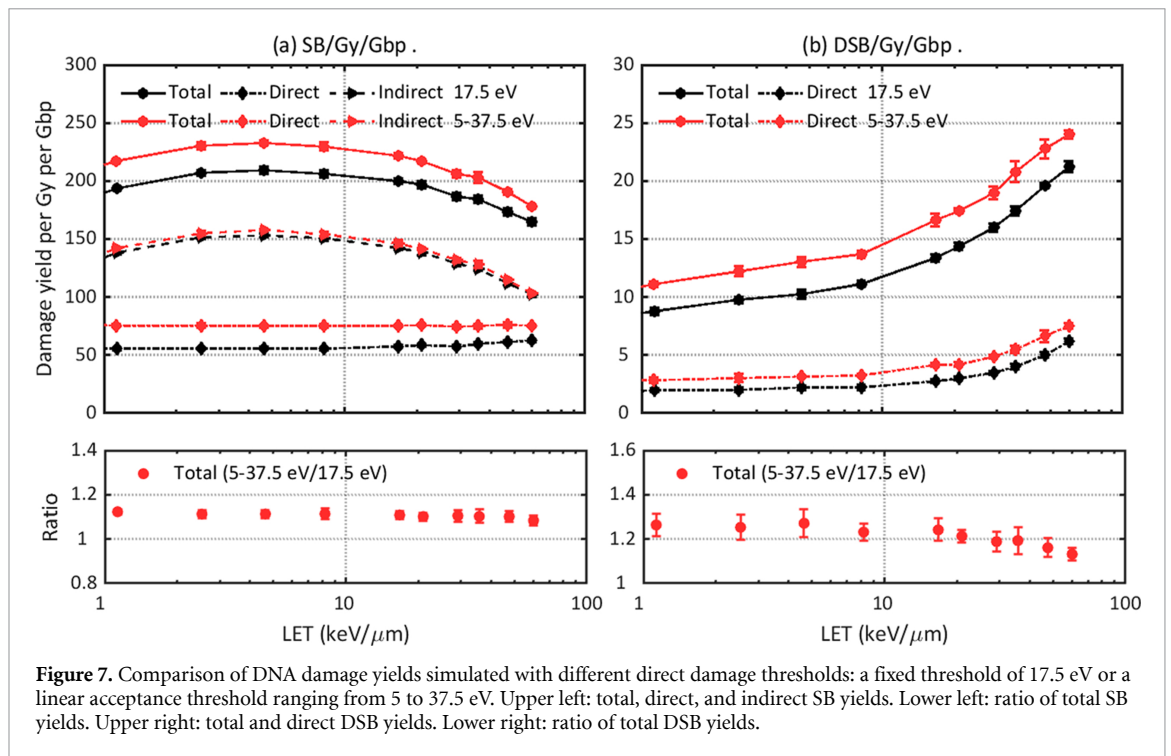 (a) SB/Gy/Gbp .
300
250
200
150
100
50
0
Damage yield per Gy per Gbp
Total Direct Indirect 17.5 eV
Total Direct Indirect 5-37.5 eV
1 10 100
(b) DSB/Gy/Gbp .
30
25
20
15
10
5
0
Total Direct 17.5 eV
Total Direct 5-37.5 eV
1 10 100
1.4
1.2
1
0.8
Ratio
Total (5-37.5 eV/17.5 eV)
1 10 100
LET (keV/μm)
1.6
1.4
1.2
1
Total (5-37.5 eV/17.5 eV)
1 10 100
LET (keV/μm)
Figure 7. Comparison of DNA damage yields simulated with different direct damage thresholds: a fixed threshold of 17.5 eV or a
linear acceptance threshold ranging from 5 to 37.5 eV. Upper left: total, direct, and indirect SB yields. Lower left: ratio of total SB
yields. Upper right: total and direct DSB yields. Lower right: ratio of total DSB yields.